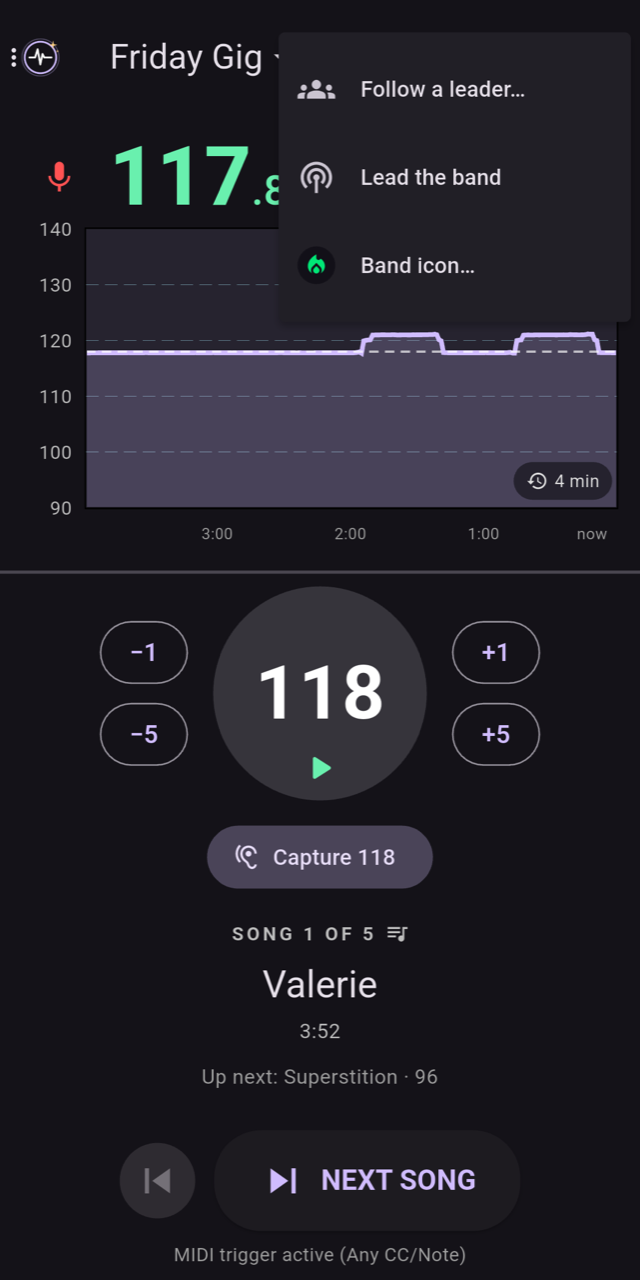 Friday Gig
Follow a leader...
Lead the band
Band icon...
117.8
140
130
120
110
100
90
4 min
3:00
2:00
1:00
now
−1
118
+1
−5
+5
Capture 118
SONG 1 OF 5
Valerie
3:52
Up next: Superstition · 96
NEXT SONG
MIDI trigger active (Any CC/Note)